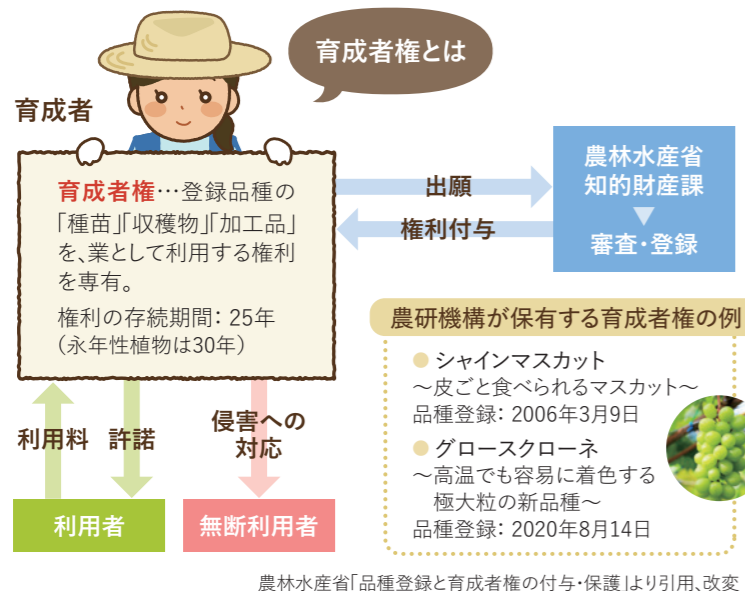 育成者権とは
育成者
育成者権…登録品種の
「種苗」「収穫物」「加工品」
を、業として利用する権利
を専有。
権利の存続期間：25年
（永年性植物は30年）
出願
権利付与
農林水産省
知的財産課
▼
審査・登録
利用料
許諾
侵害への
対応
利用者
無断利用者
農研機構が保有する育成者権の例
● シャインマスカット
～皮ごと食べられるマスカット～
品種登録：2006年3月9日
● グロースクローネ
～高温でも容易に着色する
極大粒の新品種～
品種登録：2020年8月14日
農林水産省「品種登録と育成者権の付与・保護」より引用、改変